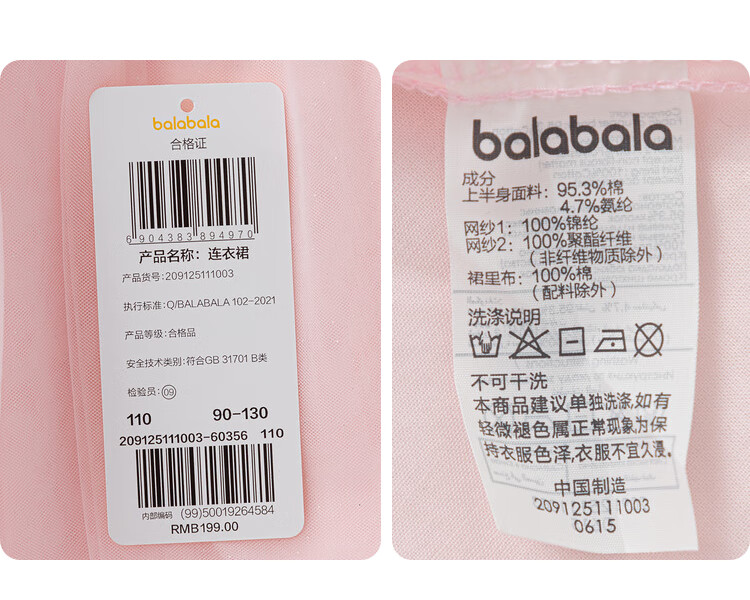 balabala
合格证
6 904383 894970
产品名称：连衣裙
产品货号：209125111003
执行标准：Q/BALABALA 102-2021
产品等级：合格品
安全技术类别：符合GB 31701 B类
检验员：09
110 90-130
209125111003-60356 110
内部编码 (99)50019264584
RMB199.00
balabala
成分
上半身面料：95.3%棉
4.7%氨纶
网纱1：100%锦纶
网纱2：100%聚酯纤维
（非纤维物质除外）
裙里布：100%棉
（配料除外）
洗涤说明
不可干洗
本商品建议单独洗涤,如有
轻微褪色属正常现象为保
持衣服色泽,衣服不宜久浸。
中国制造
209125111003
0615